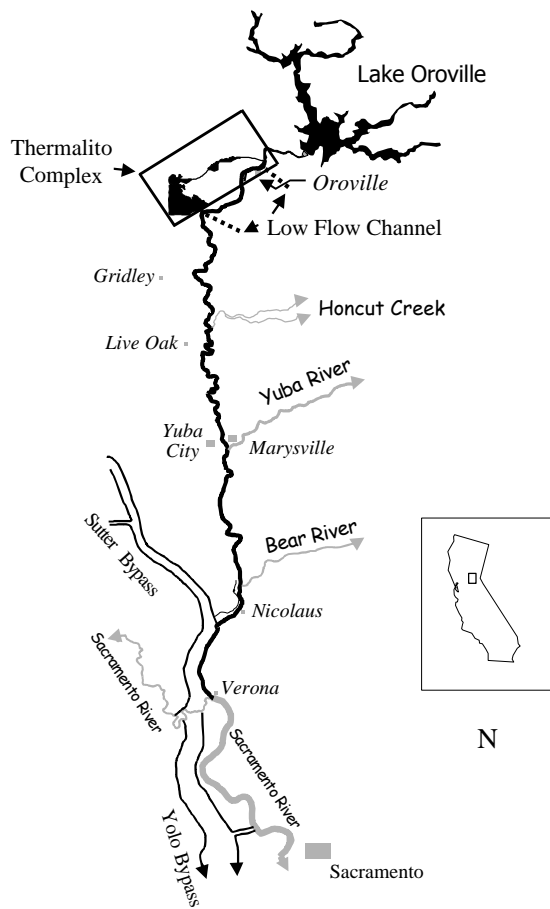 Lake Oroville
Thermalito
Complex
Oroville
Low Flow Channel
Gridley
Honcut Creek
Live Oak
Yuba River
Yuba
City
Marysville
Sutter Bypass
Bear River
Nicolaus
Sacramento River
Verona
Sacramento River
N
Yolo Bypass
Sacramento